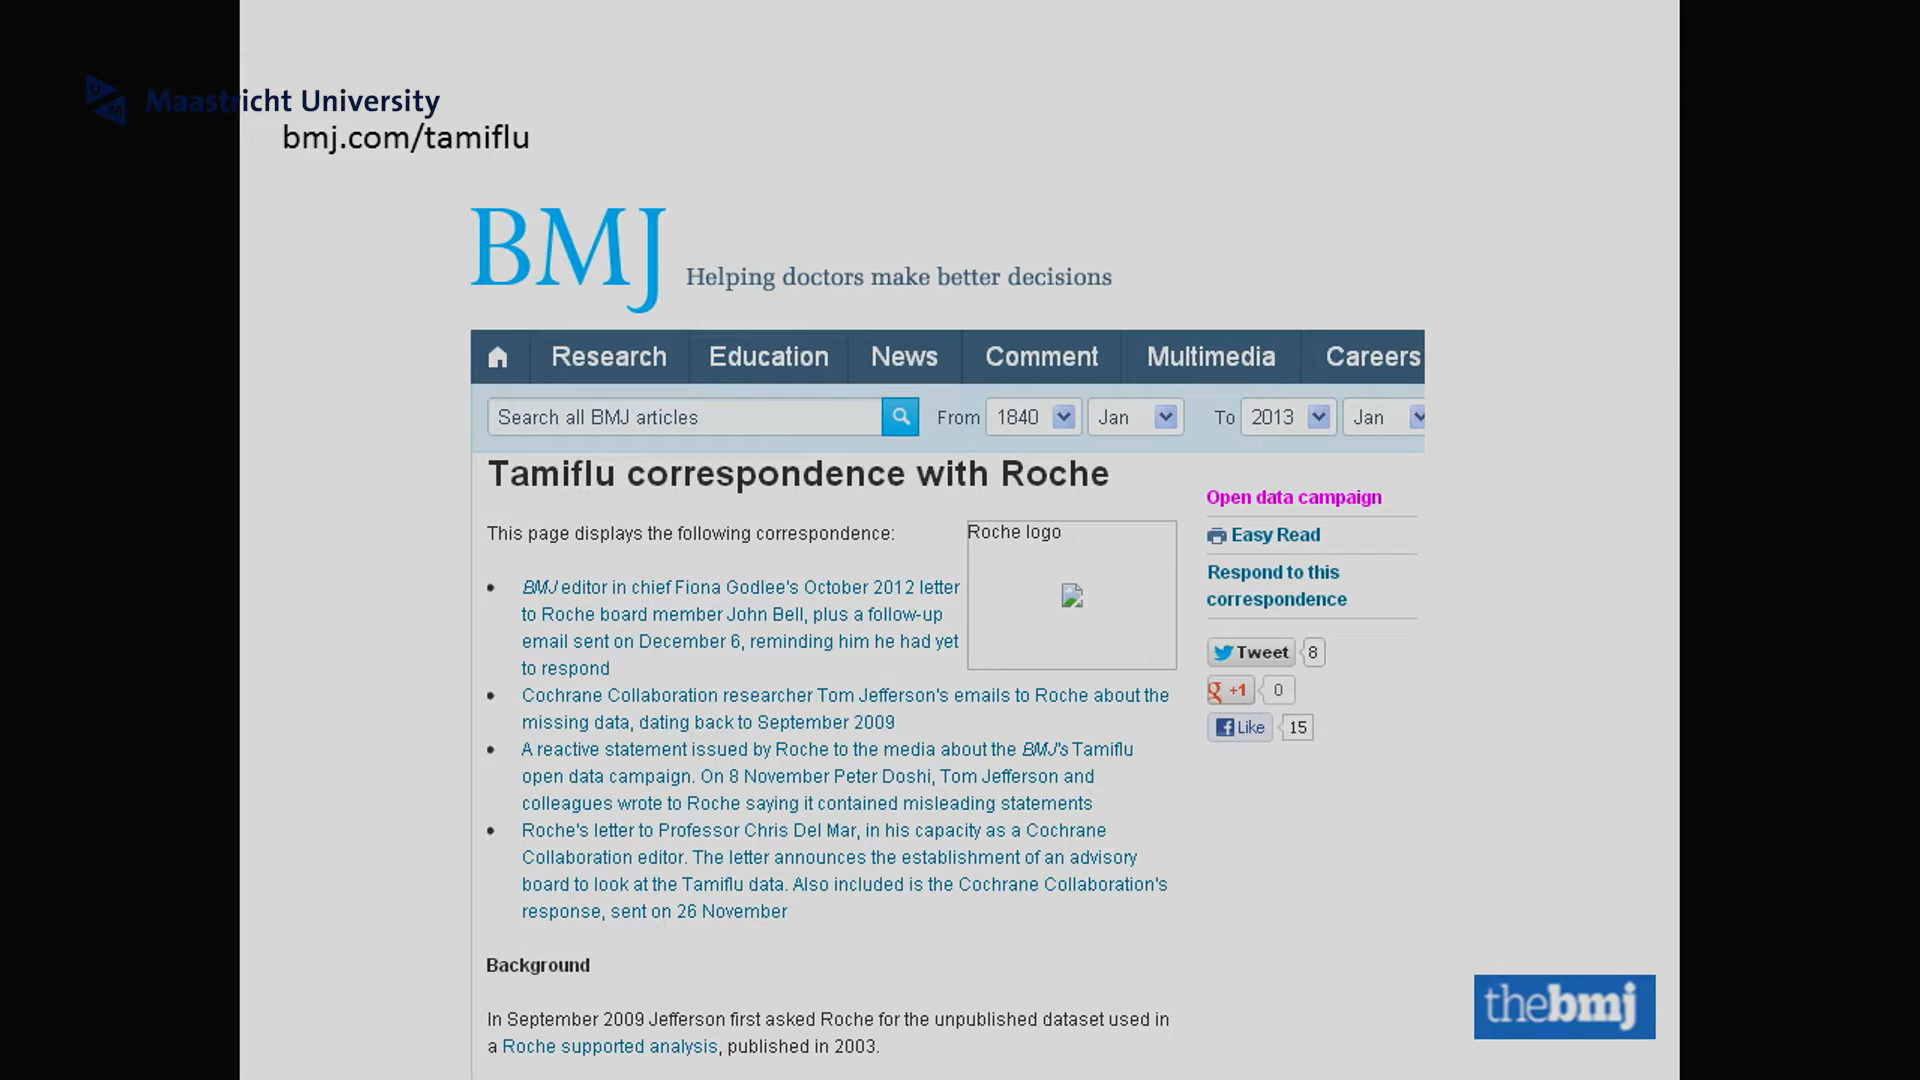 Maastricht University
bmj.com/tamiflu
BMJ Helping doctors make better decisions
Research Education News Comment Multimedia Careers
Search all BMJ articles From 1840 Jan To 2013 Jan
Tamiflu correspondence with Roche
This page displays the following correspondence:
Roche logo
• BMJ editor in chief Fiona Godlee's October 2012 letter
to Roche board member John Bell, plus a follow-up
email sent on December 6, reminding him he had yet
to respond
• Cochrane Collaboration researcher Tom Jefferson's emails to Roche about the
missing data, dating back to September 2009
• A reactive statement issued by Roche to the media about the BMJ's Tamiflu
open data campaign. On 8 November Peter Doshi, Tom Jefferson and
colleagues wrote to Roche saying it contained misleading statements
• Roche's letter to Professor Chris Del Mar, in his capacity as a Cochrane
Collaboration editor. The letter announces the establishment of an advisory
board to look at the Tamiflu data. Also included is the Cochrane Collaboration's
response, sent on 26 November
Background
In September 2009 Jefferson first asked Roche for the unpublished dataset used in
a Roche supported analysis, published in 2003.
Open data campaign
Easy Read
Respond to this
correspondence
Tweet 8
g +1 0
f Like 15
thebmj